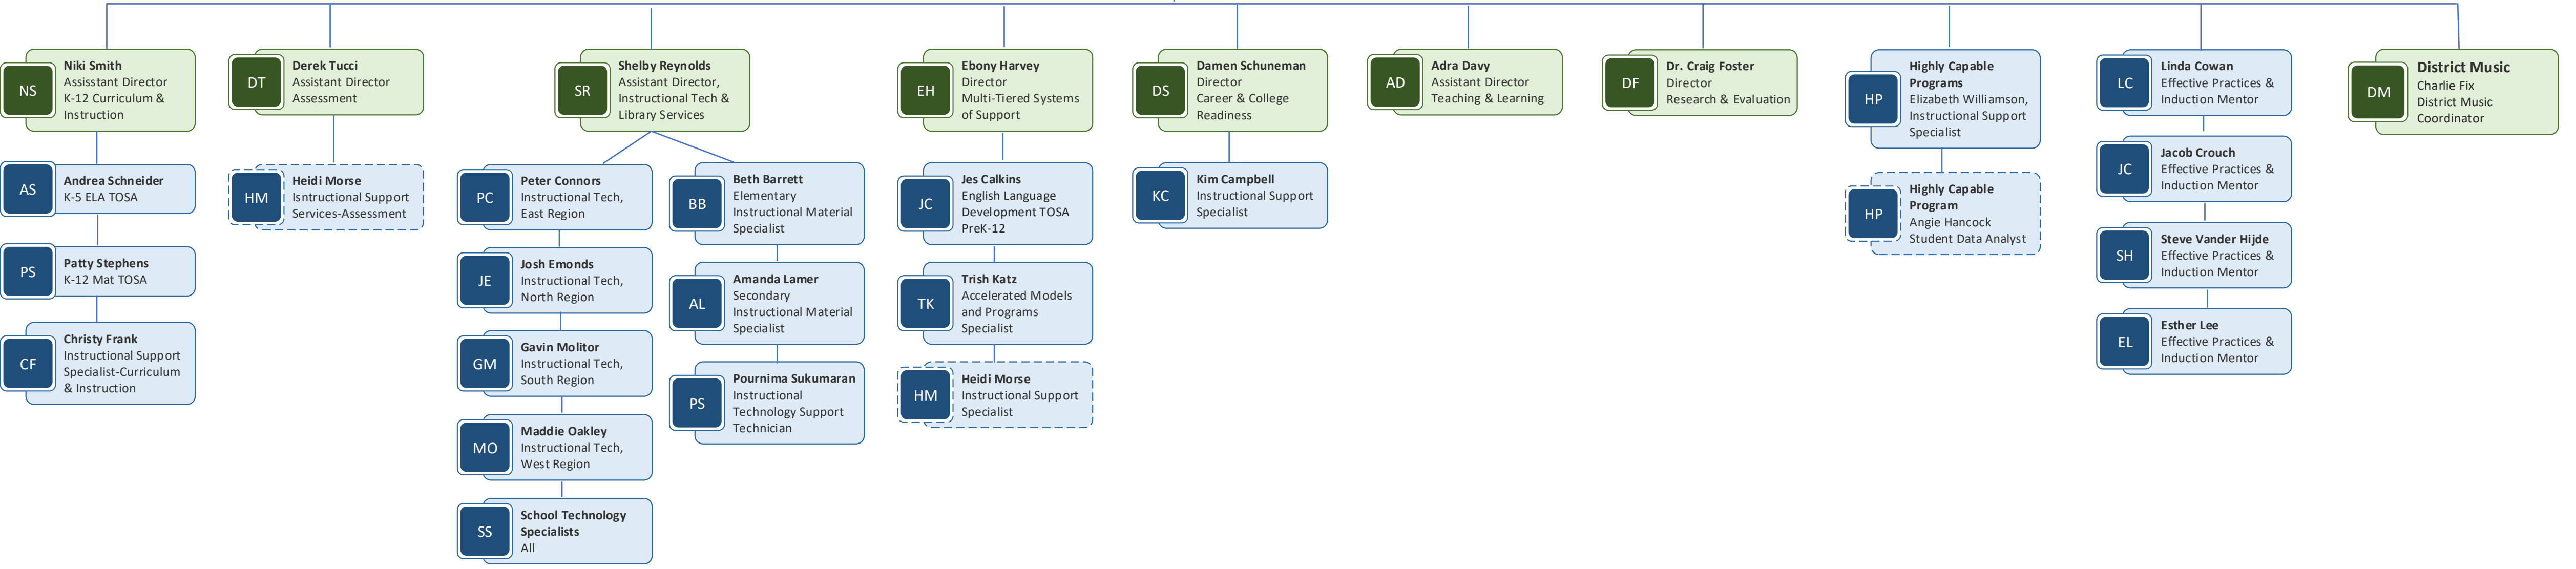 NS
Niki Smith
Assisstant Director
K-12 Curriculum &
Instruction
AS
Andrea Schneider
K-5 ELA TOSA
PS
Patty Stephens
K-12 Mat TOSA
CF
Christy Frank
Instructional Support
Specialist-Curriculum
& Instruction
DT
Derek Tucci
Assistant Director
Assessment
HM
Heidi Morse
Isntructional Support
Services-Assessment
SR
Shelby Reynolds
Assistant Director,
Instructional Tech &
Library Services
PC
Peter Connors
Instructional Tech,
East Region
JE
Josh Emonds
Instructional Tech,
North Region
GM
Gavin Molitor
Instructional Tech,
South Region
MO
Maddie Oakley
Instructional Tech,
West Region
SS
School Technology
Specialists
All
BB
Beth Barrett
Elementary
Instructional Material
Specialist
AL
Amanda Lamer
Secondary
Instructional Material
Specialist
PS
Pournima Sukumaran
Instructional
Technology Support
Technician
EH
Ebony Harvey
Director
Multi-Tiered Systems
of Support
JC
Jes Calkins
English Language
Development TOSA
PreK-12
TK
Trish Katz
Accelerated Models
and Programs
Specialist
HM
Heidi Morse
Instructional Support
Specialist
DS
Damen Schuneman
Director
Career & College
Readiness
KC
Kim Campbell
Instructional Support
Specialist
AD
Adra Davy
Assistant Director
Teaching & Learning
DF
Dr. Craig Foster
Director
Research & Evaluation
HP
Highly Capable
Programs
Elizabeth Williamson,
Instructional Support
Specialist
HP
Highly Capable
Program
Angie Hancock
Student Data Analyst
LC
Linda Cowan
Effective Practices &
Induction Mentor
JC
Jacob Crouch
Effective Practices &
Induction Mentor
SH
Steve Vander Hijde
Effective Practices &
Induction Mentor
EL
Esther Lee
Effective Practices &
Induction Mentor
DM
District Music
Charlie Fix
District Music
Coordinator